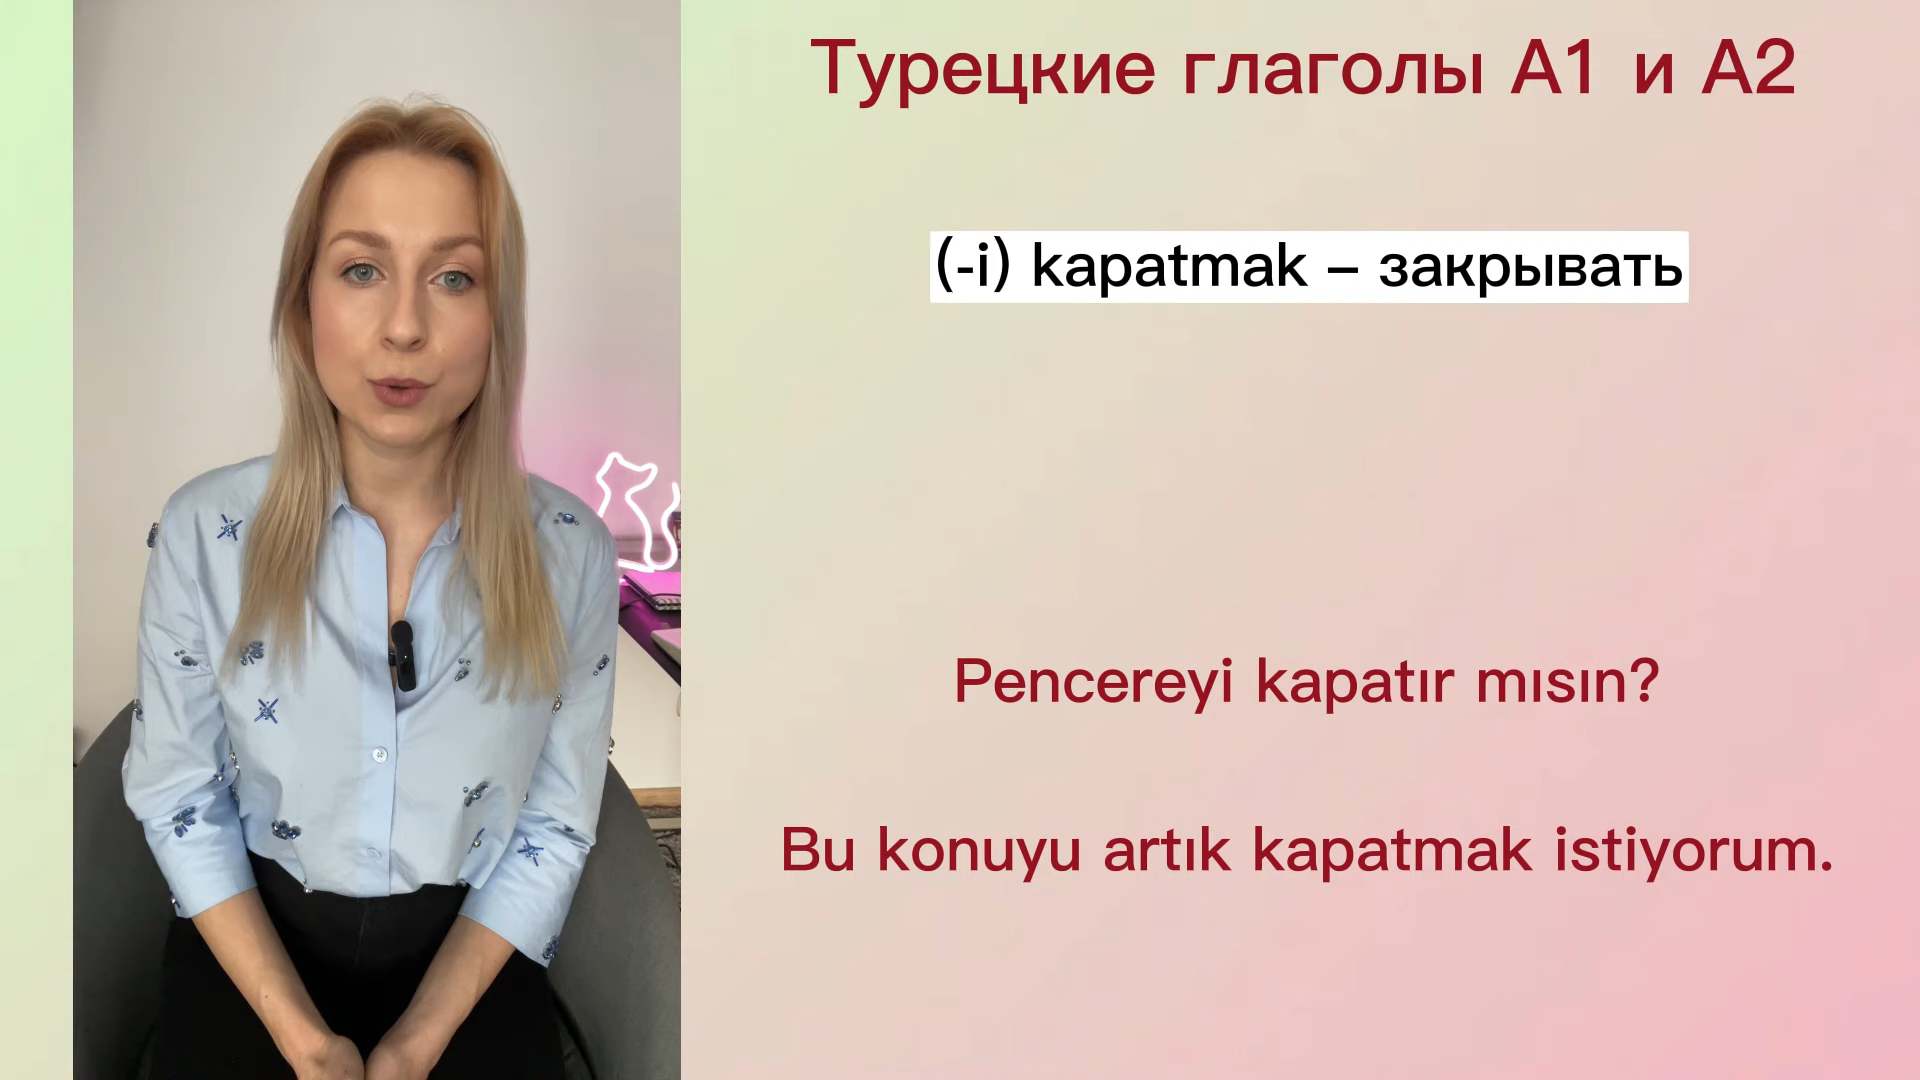 Турецкие глаголы А1 и А2
(-i) kapatmak – закрывать
Pencereyi kapatır mısın?
Bu konuyu artık kapatmak istiyorum.